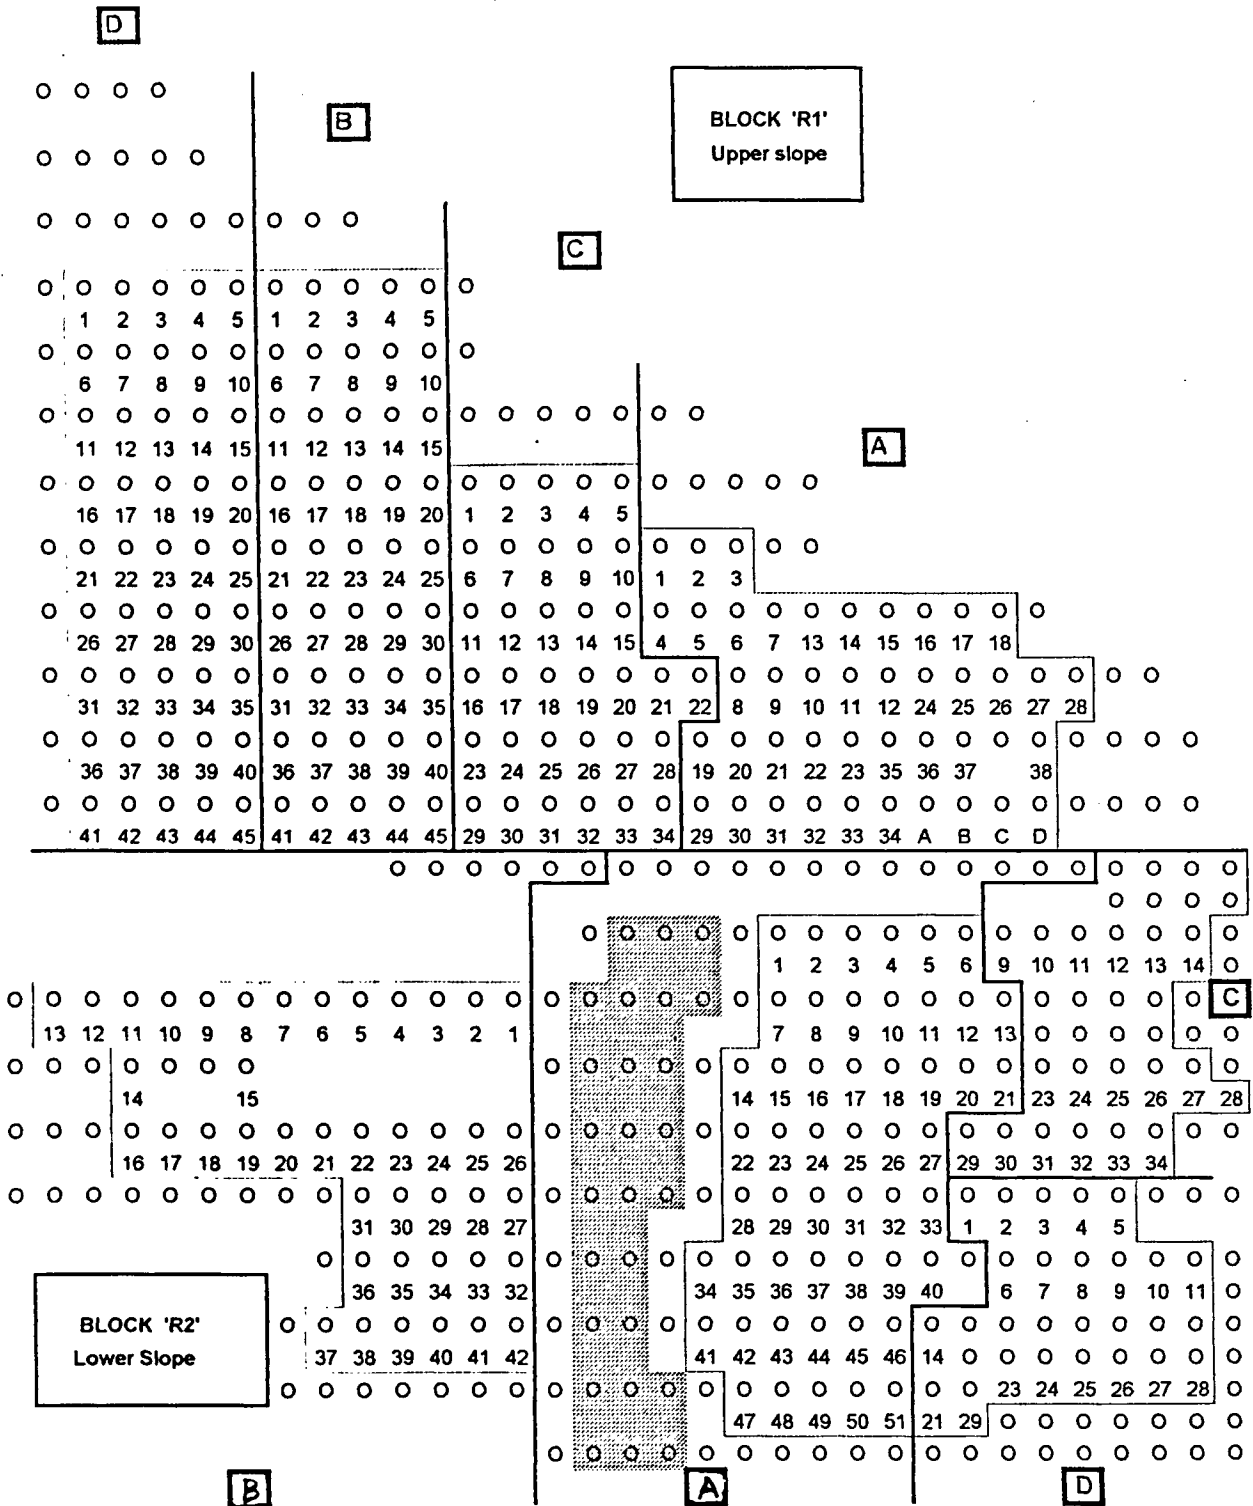 D
B
BLOCK 'R1'
Upper slope
C
1 2 3 4 5 1 2 3 4 5
6 7 8 9 10 6 7 8 9 10
A
11 12 13 14 15 11 12 13 14 15
16 17 18 19 20 16 17 18 19 20 1 2 3 4 5
21 22 23 24 25 21 22 23 24 25 6 7 8 9 10 1 2 3
26 27 28 29 30 26 27 28 29 30 11 12 13 14 15 4 5 6 7 13 14 15 16 17 18
31 32 33 34 35 31 32 33 34 35 16 17 18 19 20 21 22 8 9 10 11 12 24 25 26 27 28
36 37 38 39 40 36 37 38 39 40 23 24 25 26 27 28 19 20 21 22 23 35 36 37 38
41 42 43 44 45 41 42 43 44 45 29 30 31 32 33 34 29 30 31 32 33 34 A B C D
1 2 3 4 5 6 9 10 11 12 13 14
C
13 12 11 10 9 8 7 6 5 4 3 2 1 7 8 9 10 11 12 13
14 15 14 15 16 17 18 19 20 21 23 24 25 26 27 28
16 17 18 19 20 21 22 23 24 25 26 22 23 24 25 26 27 29 30 31 32 33 34
31 30 29 28 27 28 29 30 31 32 33 1 2 3 4 5
36 35 34 33 32 34 35 36 37 38 39 40 6 7 8 9 10 11
BLOCK 'R2'
Lower Slope
37 38 39 40 41 42 41 42 43 44 45 46 14
23 24 25 26 27 28
47 48 49 50 51 21 29
B A D